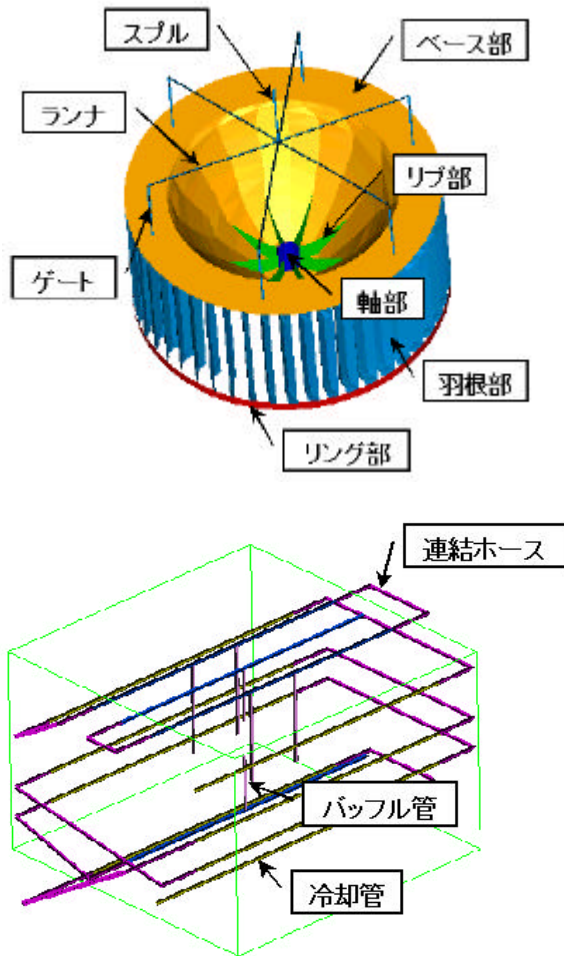 スプル
ベース部
ランナ
リブ部
ゲート
軸部
羽根部
リング部
連結ホース
バッフル管
冷却管